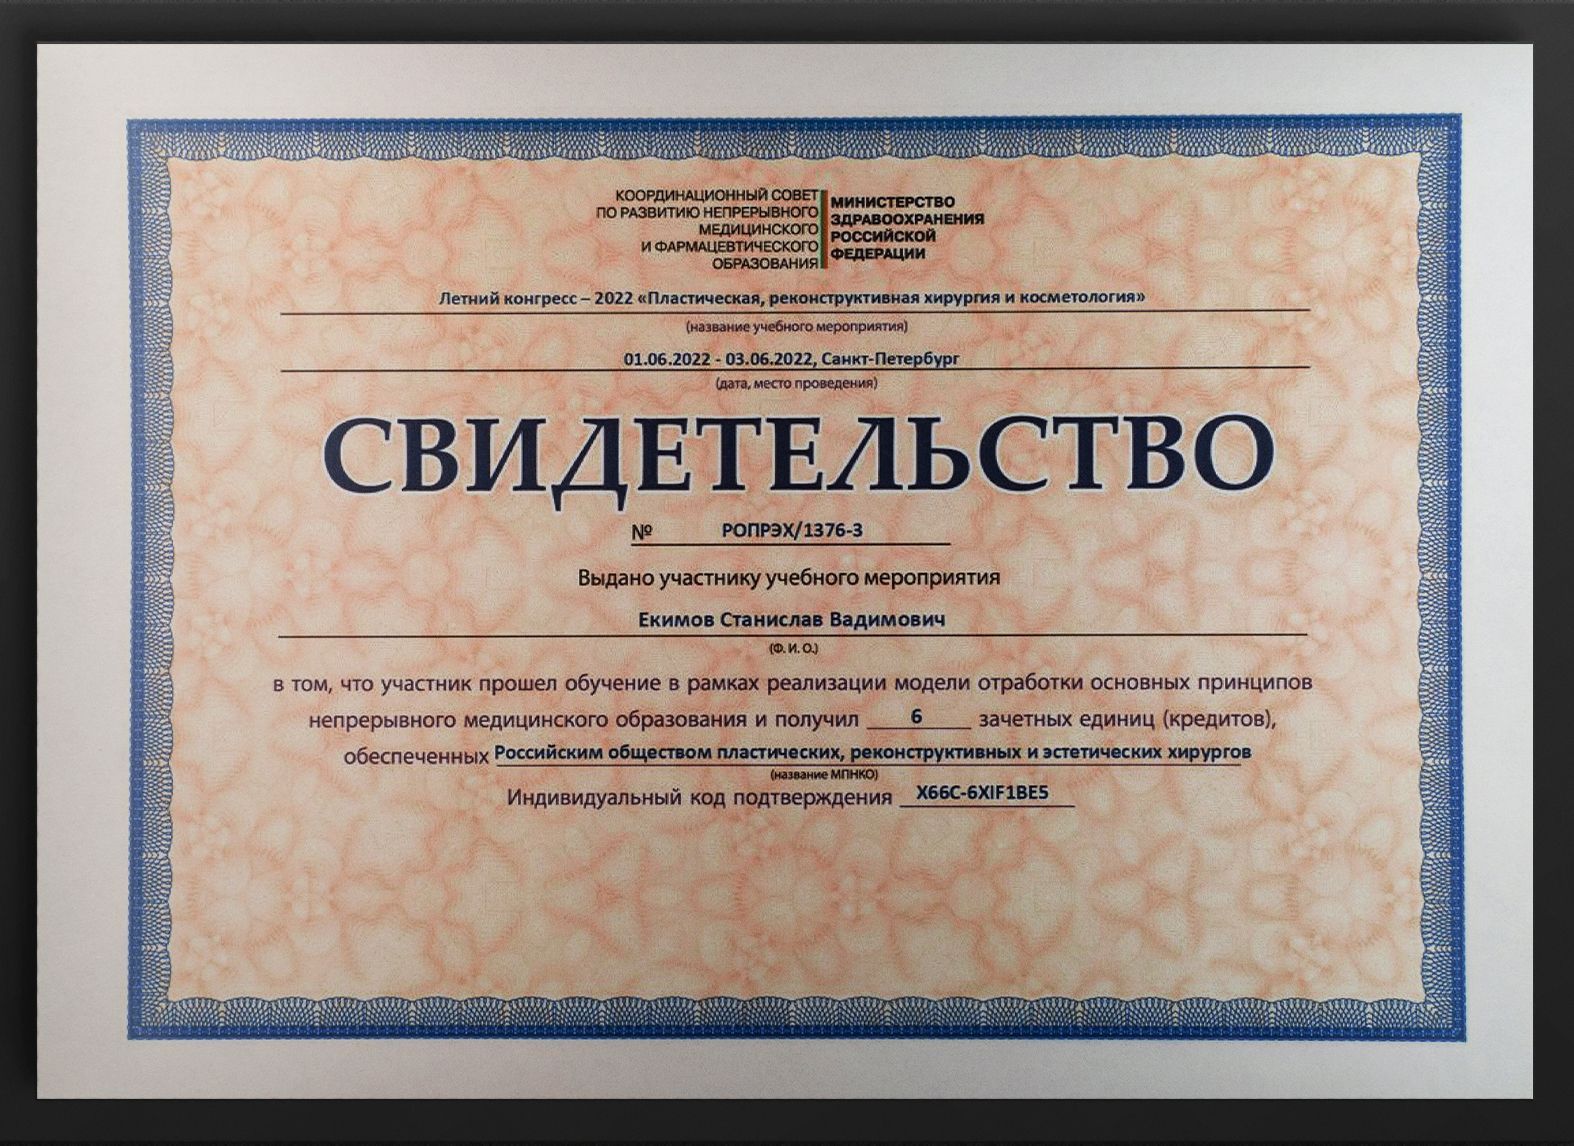 КООРДИНАЦИОННЫЙ СОВЕТ
ПО РАЗВИТИЮ НЕПРЕРЫВНОГО
МЕДИЦИНСКОГО
И ФАРМАЦЕВТИЧЕСКОГО
ОБРАЗОВАНИЯ
МИНИСТЕРСТВО
ЗДРАВООХРАНЕНИЯ
РОССИЙСКОЙ
ФЕДЕРАЦИИ
Летний конгресс – 2022 «Пластическая, реконструктивная хирургия и косметология»
(название учебного мероприятия)
01.06.2022 - 03.06.2022, Санкт-Петербург
(дата, место проведения)
СВИДЕТЕЛЬСТВО
№ РОПРЭХ/1376-3
Выдано участнику учебного мероприятия
Екимов Станислав Вадимович
(Ф. И. О.)
в том, что участник прошел обучение в рамках реализации модели отработки основных принципов
непрерывного медицинского образования и получил 6 зачетных единиц (кредитов),
обеспеченных Российским обществом пластических, реконструктивных и эстетических хирургов
(название МПНКО)
Индивидуальный код подтверждения X66C-6XIF1BE5